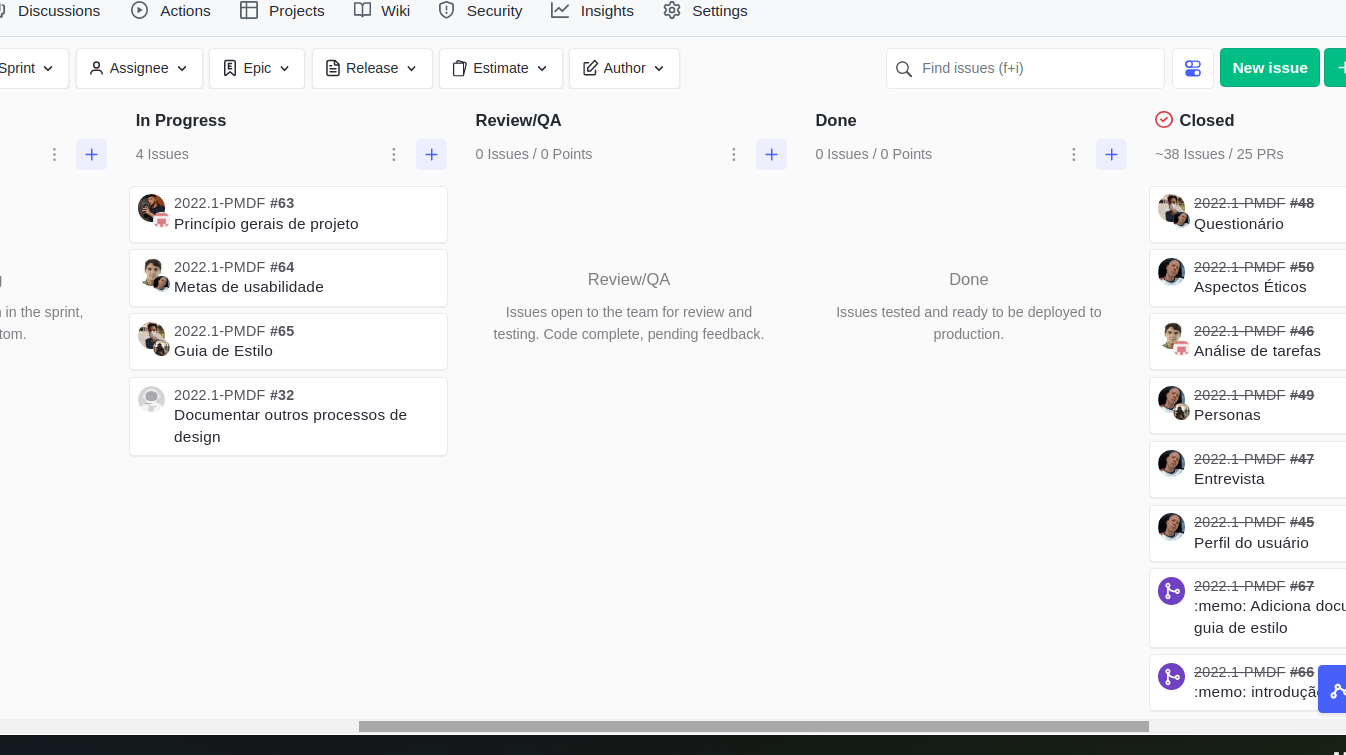 Discussions Actions Projects Wiki Security Insights Settings
Sprint Assignee Epic Release Estimate Author Find issues (f+i) New issue
In Progress
4 Issues
2022.1-PMDF #63
Princípio gerais de projeto
2022.1-PMDF #64
Metas de usabilidade
2022.1-PMDF #65
Guia de Estilo
2022.1-PMDF #32
Documentar outros processos de
design
in the sprint,
Review/QA
0 Issues / 0 Points
Review/QA
Issues open to the team for review and
testing. Code complete, pending feedback.
Done
0 Issues / 0 Points
Done
Issues tested and ready to be deployed to
production.
Closed
~38 Issues / 25 PRs
2022.1-PMDF #48
Questionário
2022.1-PMDF #50
Aspectos Éticos
2022.1-PMDF #46
Análise de tarefas
2022.1-PMDF #49
Personas
2022.1-PMDF #47
Entrevista
2022.1-PMDF #45
Perfil do usuário
2022.1-PMDF #67
:memo: Adiciona docu
guia de estilo
2022.1-PMDF #66
:memo: introduçã